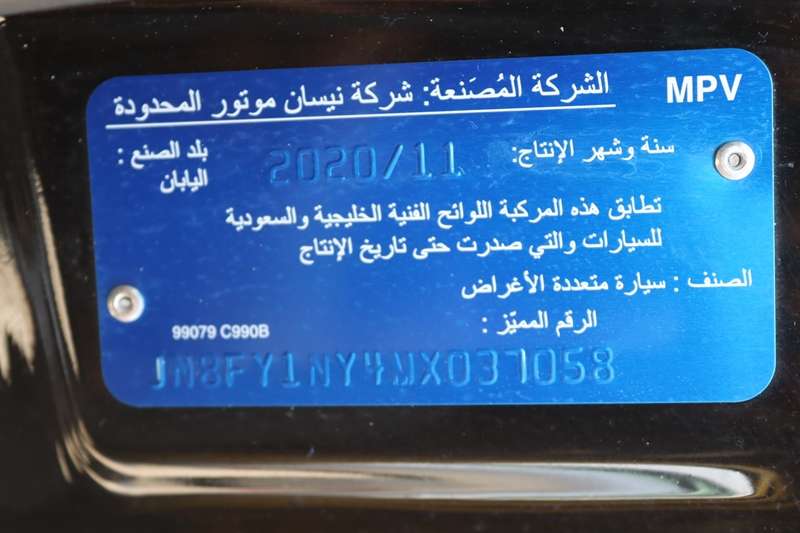 MPV
الشركة المُصَنعة: شركة نيسان موتور المحدودة
سنة وشهر الإنتاج: 2020/11 بلد الصنع :
اليابان
تطابق هذه المركبة اللوائح الفنية الخليجية والسعودية
للسيارات والتي صدرت حتى تاريخ الإنتاج
الصنف : سيارة متعددة الأغراض
الرقم المميّز :
99079 C990B
JN8FY1NY4MX037058